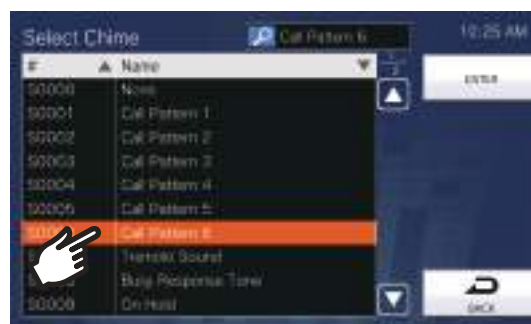 Select Chime
Call Pattern 6
10:25 AM
# Name
1/2
ENTER
S0000 None
S0001 Call Pattern 1
S0002 Call Pattern 2
S0003 Call Pattern 3
S0004 Call Pattern 4
S0005 Call Pattern 5
Call Pattern 6
Tremolo Sound
Busy Response Tone
S0009 On Hold
BACK